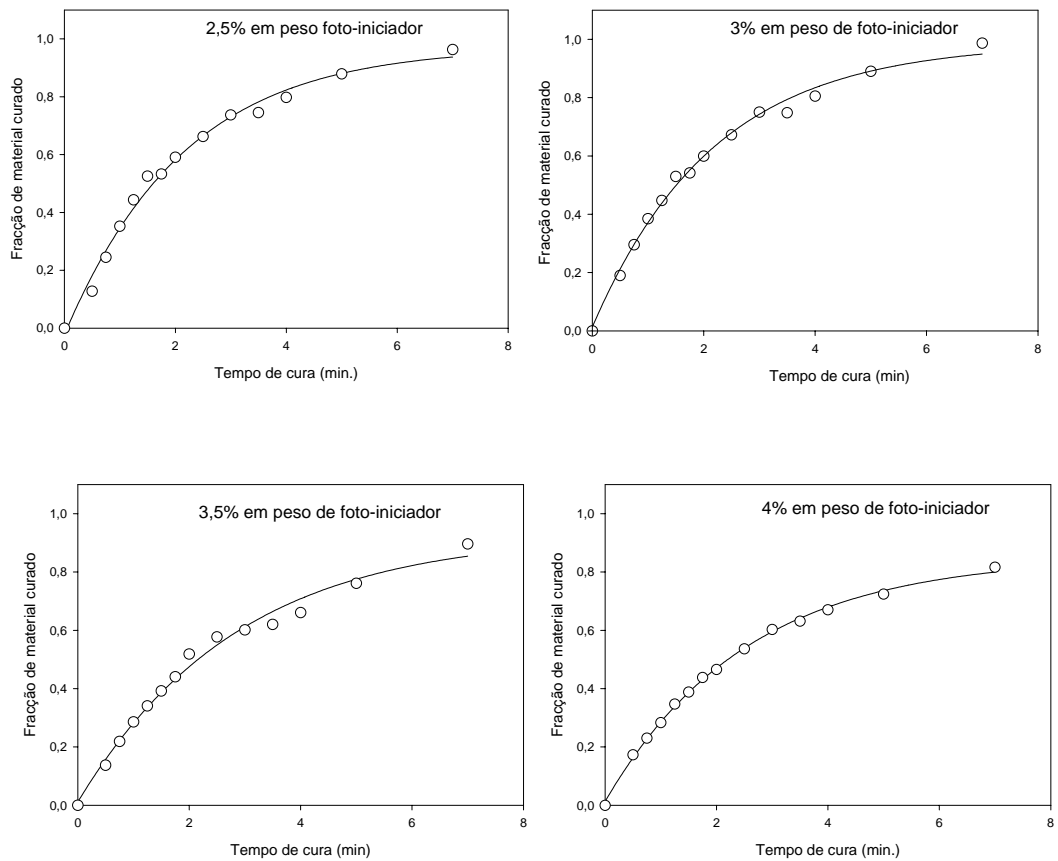 2,5% em peso foto-iniciador
Fracção de material curado
1,0
0,8
0,6
0,4
0,2
0,0
0 2 4 6 8
Tempo de cura (min.)
3% em peso de foto-iniciador
Fracção de material curado
1,0
0,8
0,6
0,4
0,2
0,0
0 2 4 6 8
Tempo de cura (min)
3,5% em peso de foto-iniciador
Fracção de material curado
1,0
0,8
0,6
0,4
0,2
0,0
0 2 4 6 8
Tempo de cura (min)
4% em peso de foto-iniciador
Fracção de material curado
1,0
0,8
0,6
0,4
0,2
0,0
0 2 4 6 8
Tempo de cura (min.)